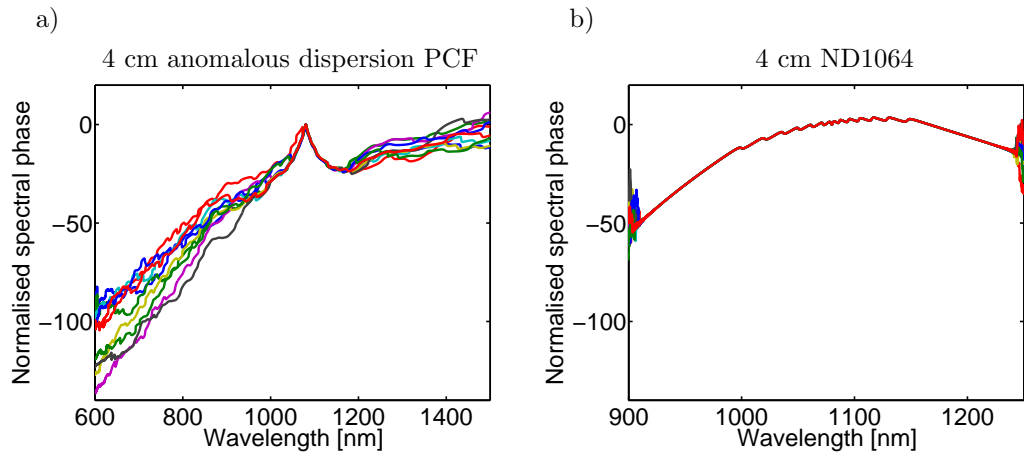 a)
4 cm anomalous dispersion PCF
Normalised spectral phase
0
−50
−100
600
800
1000
1200
1400
Wavelength [nm]
b)
4 cm ND1064
Normalised spectral phase
0
−50
−100
900
1000
1100
1200
Wavelength [nm]